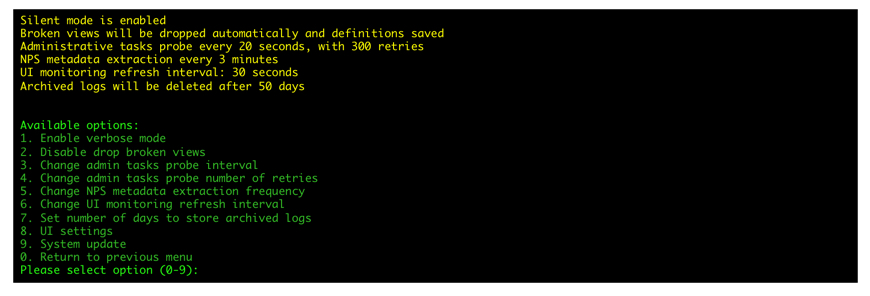 Silent mode is enabled
Broken views will be dropped automatically and definitions saved
Administrative tasks probe every 20 seconds, with 300 retries
NPS metadata extraction every 3 minutes
UI monitoring refresh interval: 30 seconds
Archived logs will be deleted after 50 days
Available options:
1. Enable verbose mode
2. Disable drop broken views
3. Change admin tasks probe interval
4. Change admin tasks probe number of retries
5. Change NPS metadata extraction frequency
6. Change UI monitoring refresh interval
7. Set number of days to store archived logs
8. UI settings
9. System update
0. Return to previous menu
Please select option (0-9):